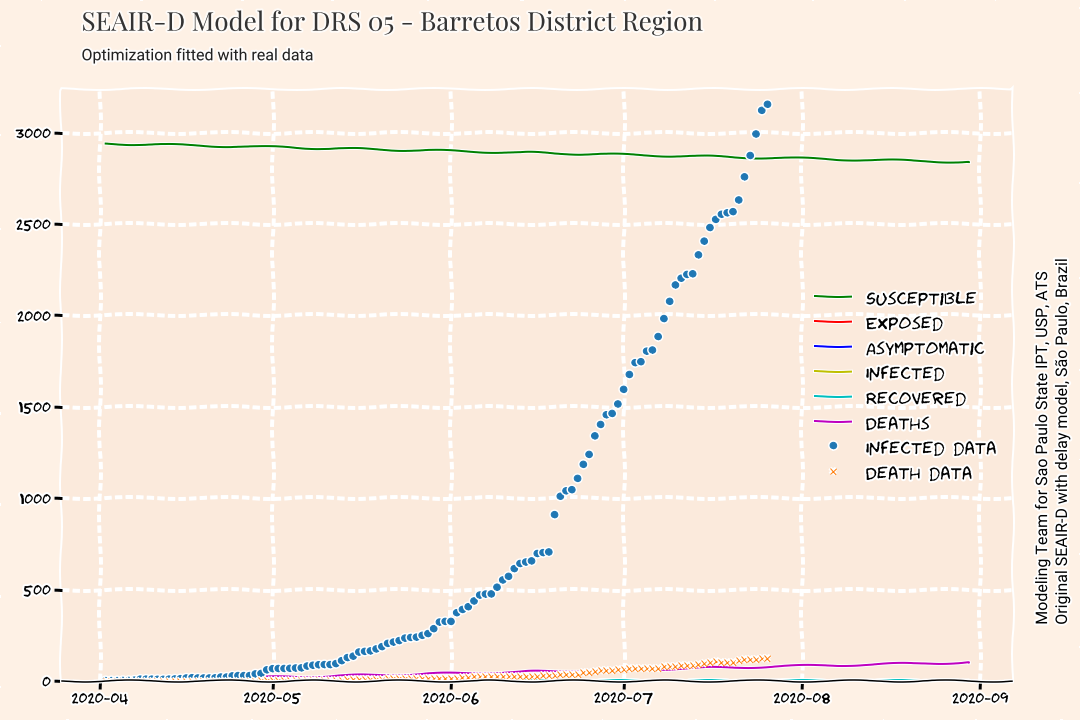 SEAIR-D Model for DRS 05 - Barretos District Region
Optimization fitted with real data
3000
2500
2000
1500
1000
500
0
2020-04
2020-05
2020-06
2020-07
2020-08
2020-09
SUSCEPTIBLE
EXPOSED
ASYMPTOMATIC
INFECTED
RECOVERED
DEATHS
INFECTED DATA
DEATH DATA
Modeling Team for Sao Paulo State IPT, USP, ATS
Original SEAIR-D with delay model, São Paulo, Brazil